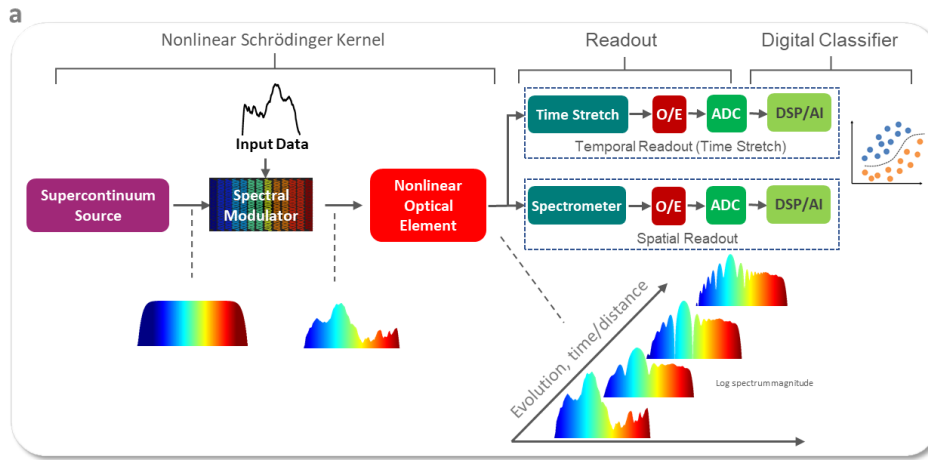 a
Nonlinear Schrödinger Kernel
Readout
Digital Classifier
Input Data
Time Stretch
O/E
ADC
DSP/AI
Temporal Readout (Time Stretch)
Supercontinuum
Source
Spectral
Modulator
Nonlinear
Optical
Element
Spectrometer
O/E
ADC
DSP/AI
Spatial Readout
Evolution, time/distance
Log spectrum magnitude